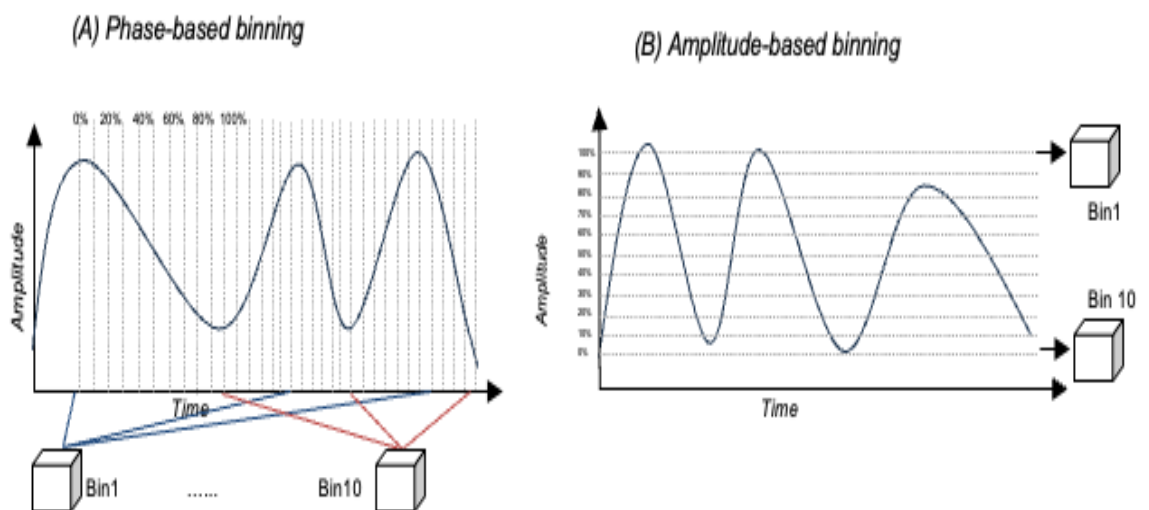 (A) Phase-based binning
0% 20% 40% 60% 80% 100%
Amplitude
Time
Bin1
......
Bin10
(B) Amplitude-based binning
100%
90%
80%
70%
60%
50%
40%
30%
20%
10%
0%
Amplitude
Time
Bin1
Bin 10